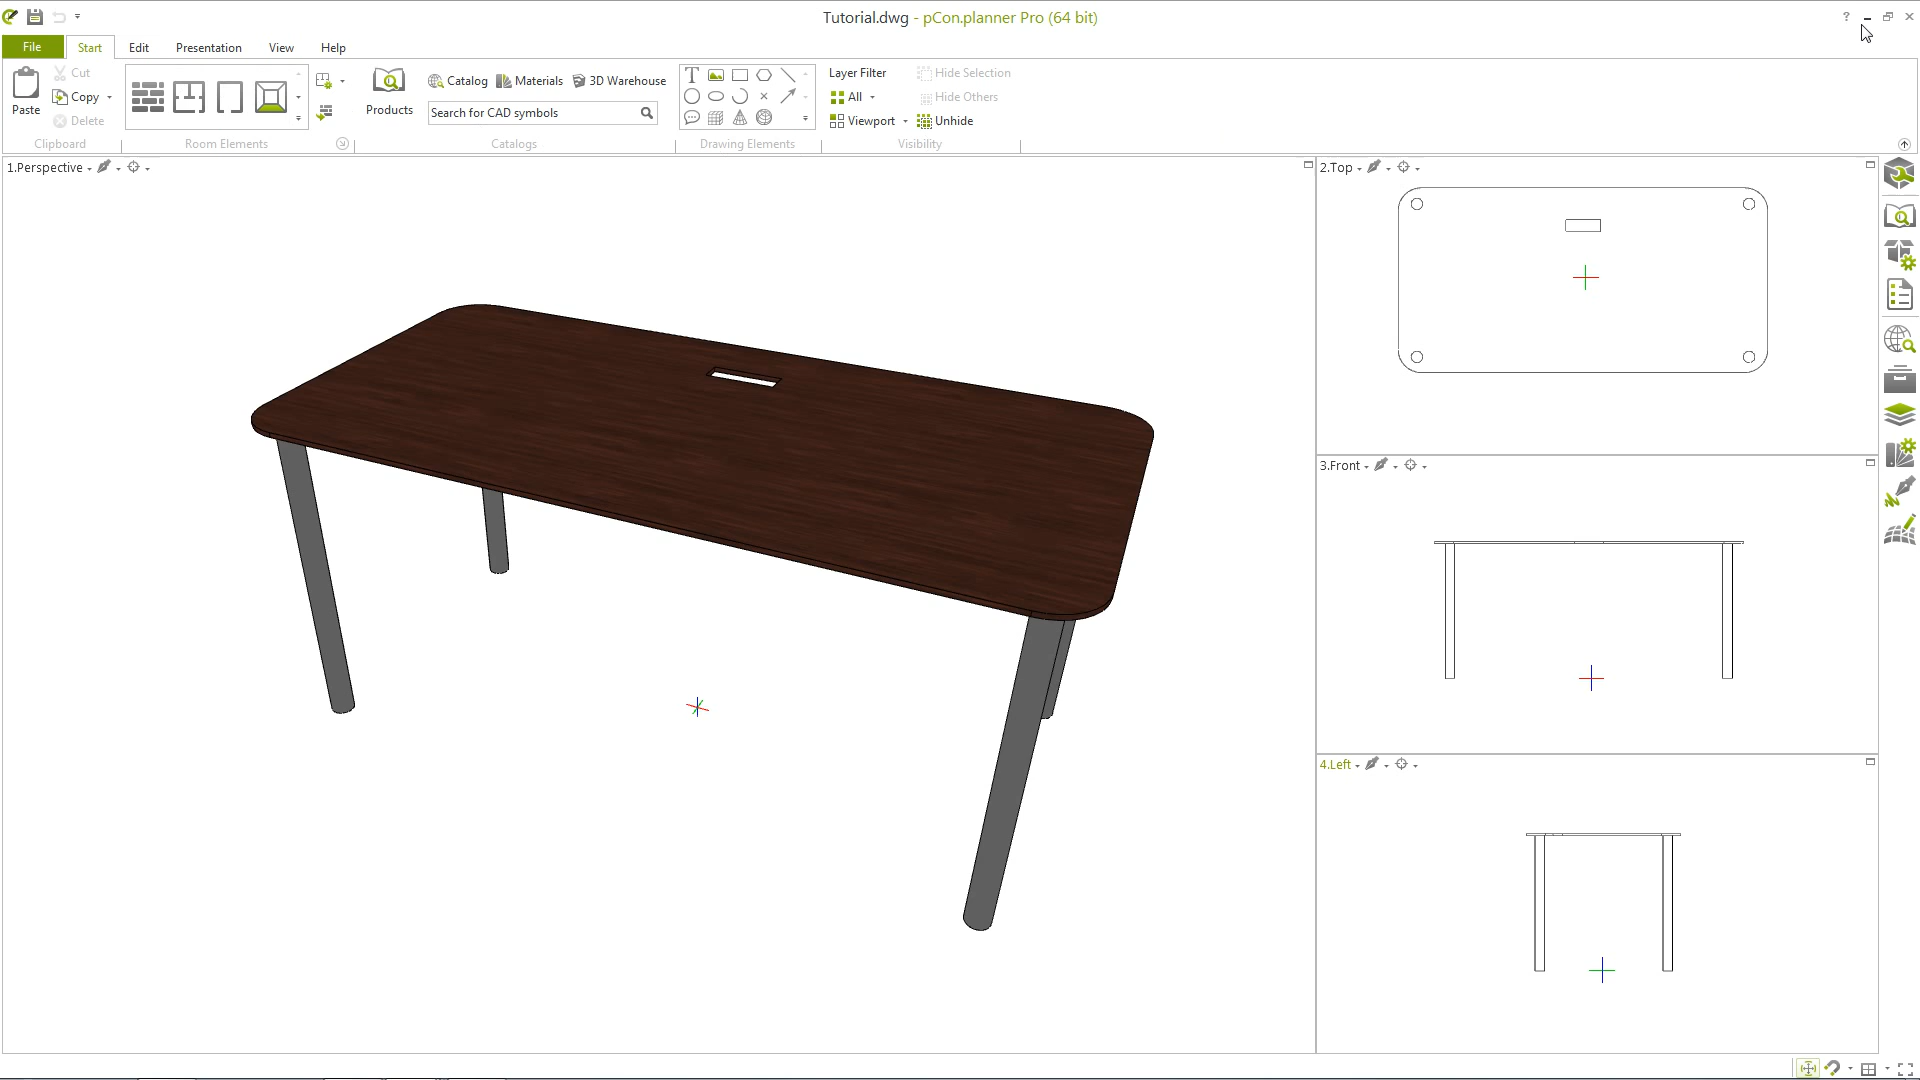 Tutorial.dwg - pCon.planner Pro (64 bit)
File Start Edit Presentation View Help
Paste
Cut
Copy
Delete
Clipboard
Room Elements
Products
Catalog Materials 3D Warehouse
Search for CAD symbols
Catalogs
Drawing Elements
Layer Filter
All
Viewport
Hide Selection
Hide Others
Unhide
Visibility
1.Perspective
2.Top
3.Front
4.Left